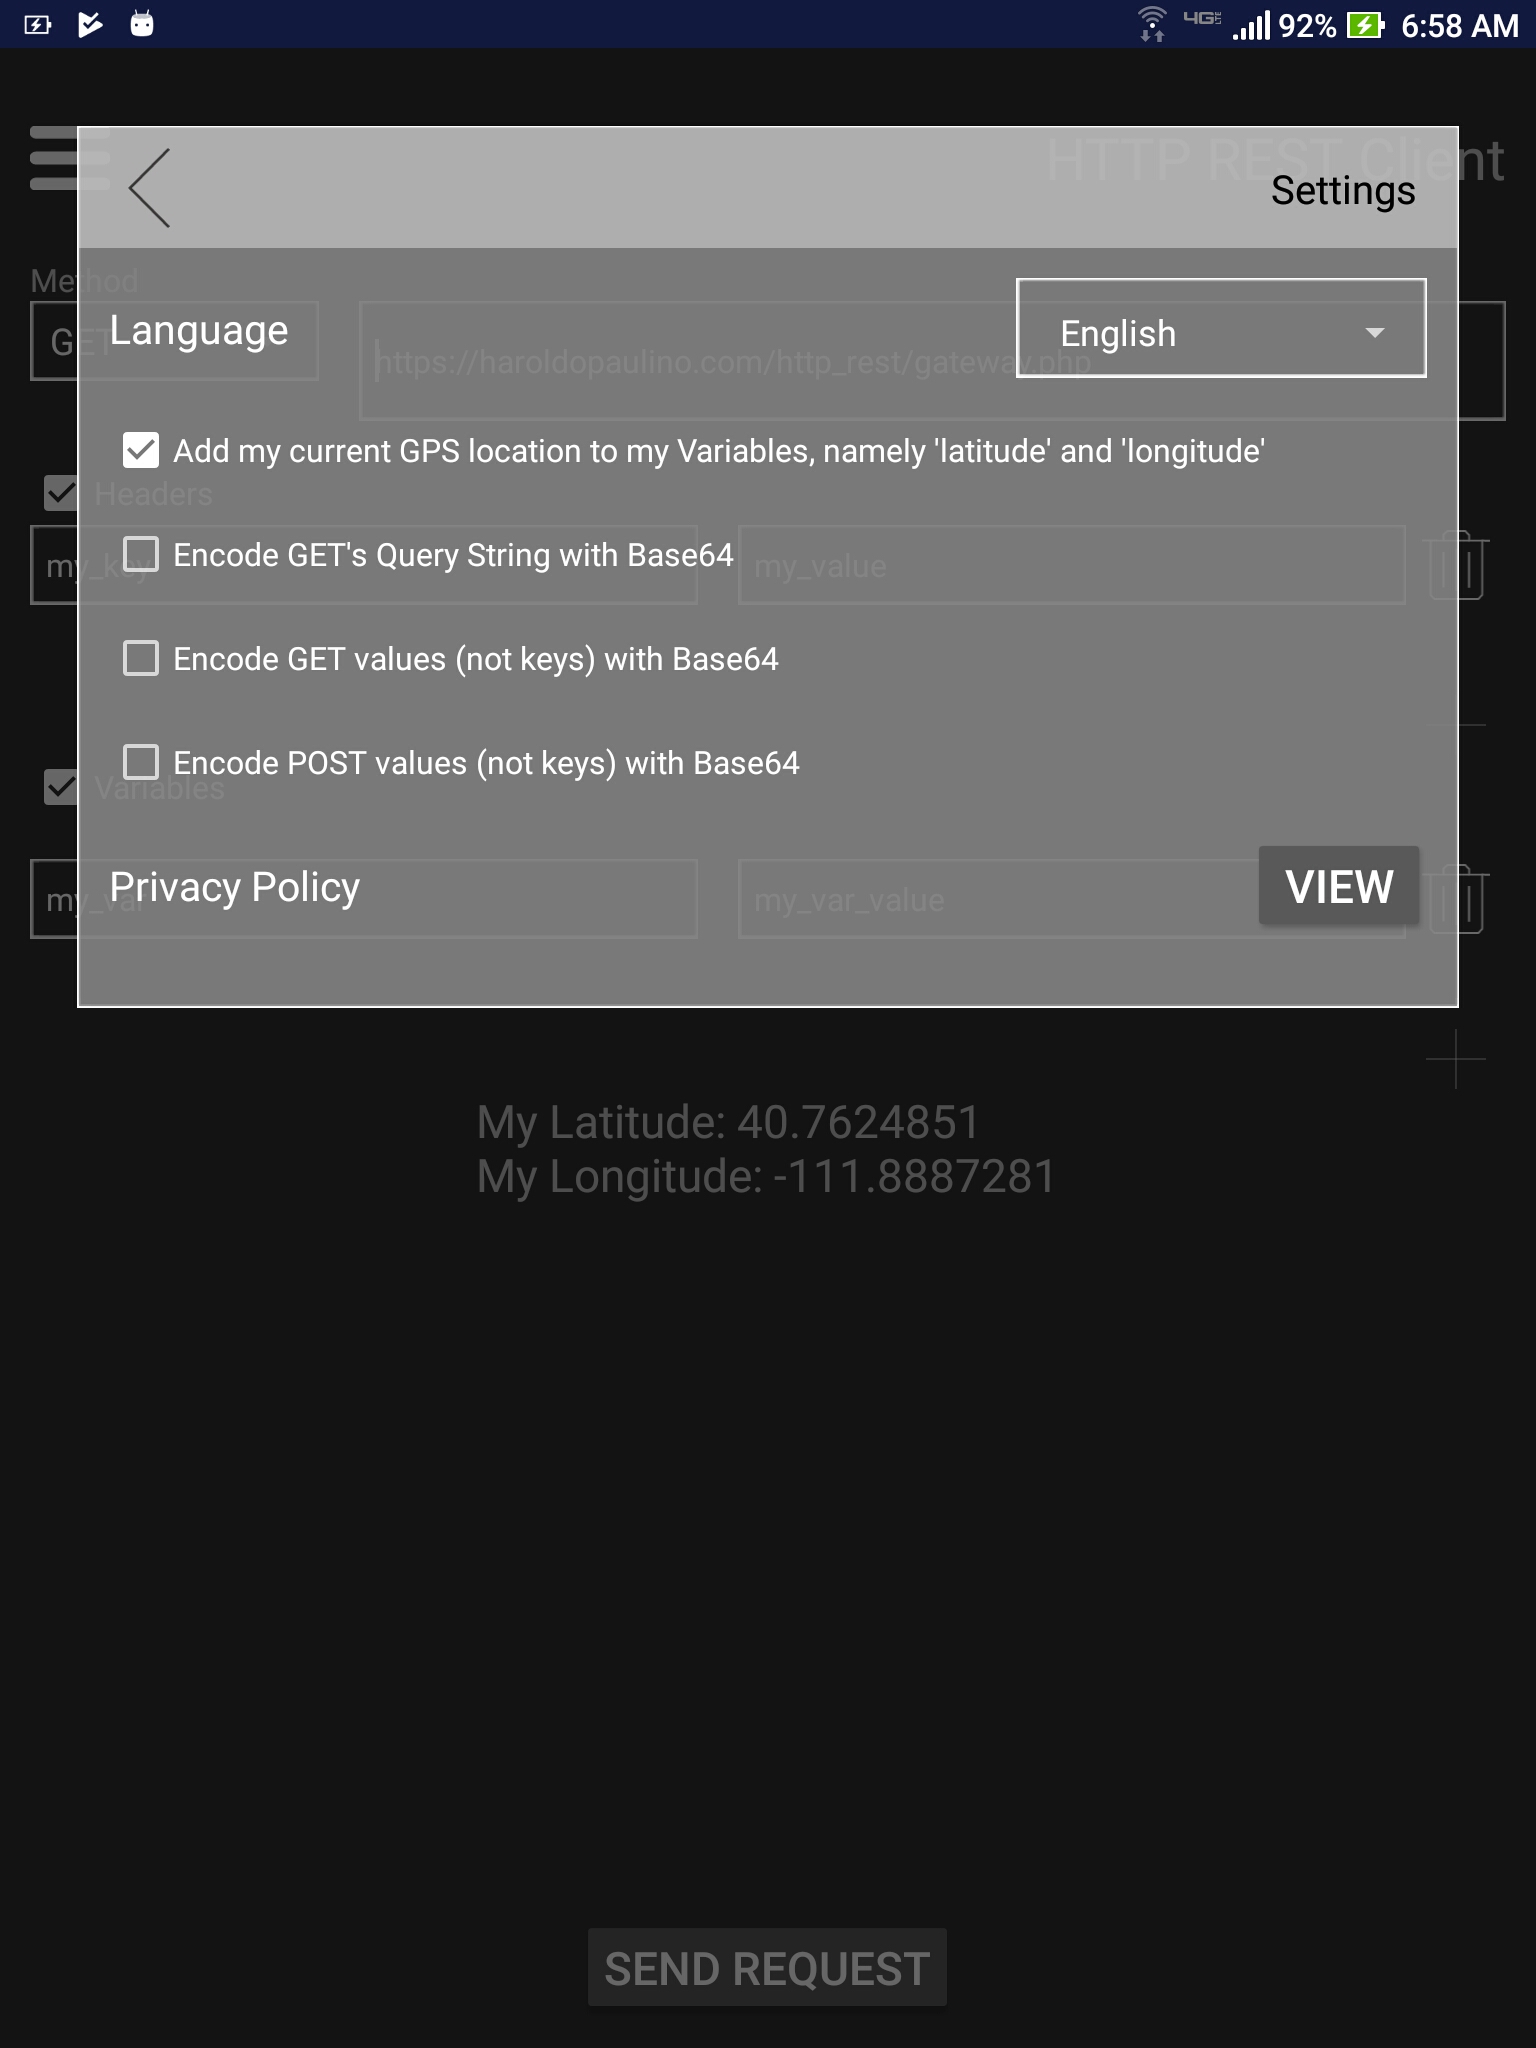 4G LTE 92% 6:58 AM
HTTP REST Client
Settings
Method
GET
https://haroldopaulino.com/http_rest/gateway.php
Language
English
Add my current GPS location to my Variables, namely 'latitude' and 'longitude'
Headers
Encode GET's Query String with Base64
my_key
my_value
Encode GET values (not keys) with Base64
Encode POST values (not keys) with Base64
Variables
Privacy Policy
VIEW
my_var
my_var_value
My Latitude: 40.7624851
My Longitude: -111.8887281
SEND REQUEST